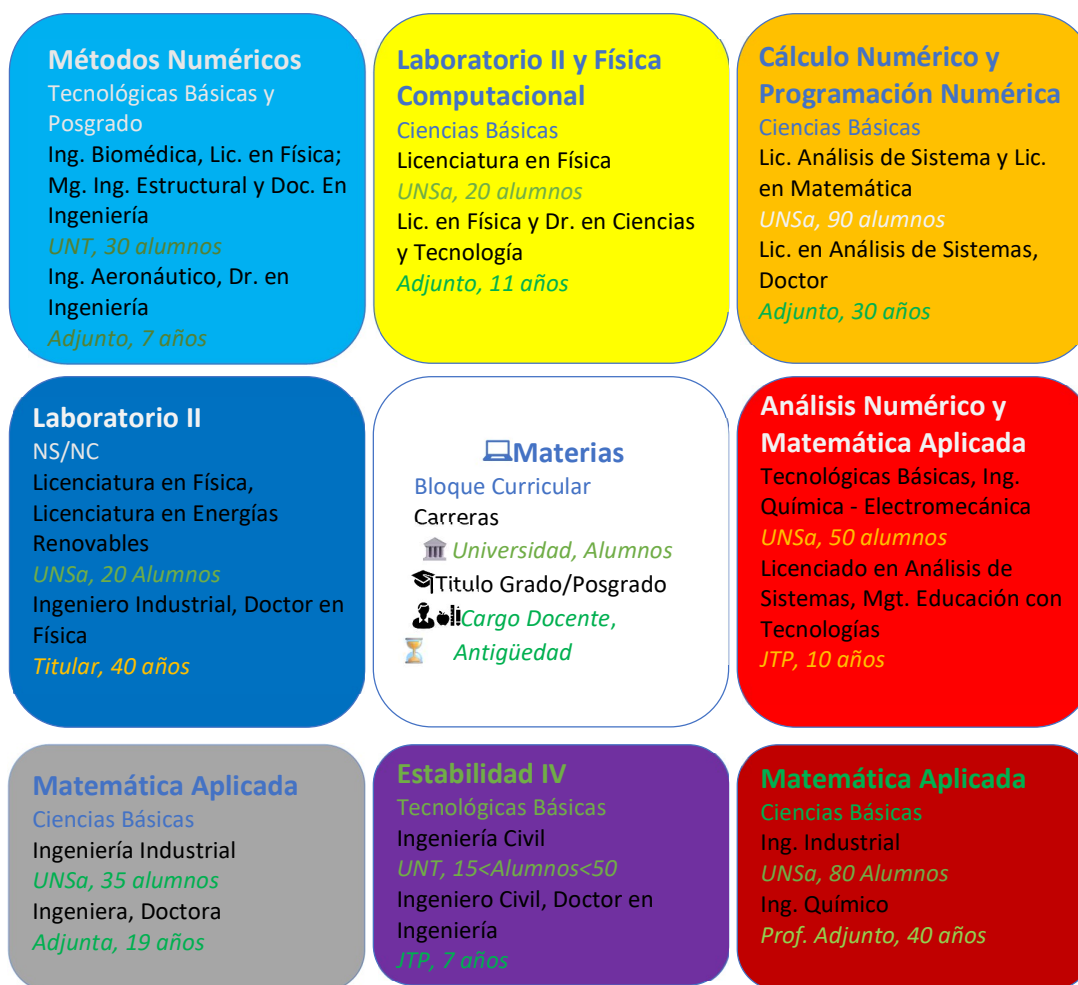 Métodos Numéricos
Tecnológicas Básicas y
Posgrado
Ing. Biomédica, Lic. en Física;
Mg. Ing. Estructural y Doc. En
Ingeniería
UNT, 30 alumnos
Ing. Aeronáutico, Dr. en
Ingeniería
Adjunto, 7 años
Laboratorio II y Física
Computacional
Ciencias Básicas
Licenciatura en Física
UNSa, 20 alumnos
Lic. en Física y Dr. en Ciencias
y Tecnología
Adjunto, 11 años
Cálculo Numérico y
Programación Numérica
Ciencias Básicas
Lic. Análisis de Sistema y Lic.
en Matemática
UNSa, 90 alumnos
Lic. en Análisis de Sistemas,
Doctor
Adjunto, 30 años
Laboratorio II
NS/NC
Licenciatura en Física,
Licenciatura en Energías
Renovables
UNSa, 20 Alumnos
Ingeniero Industrial, Doctor en
Física
Titular, 40 años
Materias
Bloque Curricular
Carreras
Universidad, Alumnos
Titulo Grado/Posgrado
Cargo Docente,
Antigüedad
Análisis Numérico y
Matemática Aplicada
Tecnológicas Básicas, Ing.
Química - Electromecánica
UNSa, 50 alumnos
Licenciado en Análisis de
Sistemas, Mgt. Educación con
Tecnologías
JTP, 10 años
Matemática Aplicada
Ciencias Básicas
Ingeniería Industrial
UNSa, 35 alumnos
Ingeniera, Doctora
Adjunta, 19 años
Estabilidad IV
Tecnológicas Básicas
Ingeniería Civil
UNT, 15<Alumnos<50
Ingeniero Civil, Doctor en
Ingeniería
JTP, 7 años
Matemática Aplicada
Ciencias Básicas
Ing. Industrial
UNSa, 80 Alumnos
Ing. Químico
Prof. Adjunto, 40 años